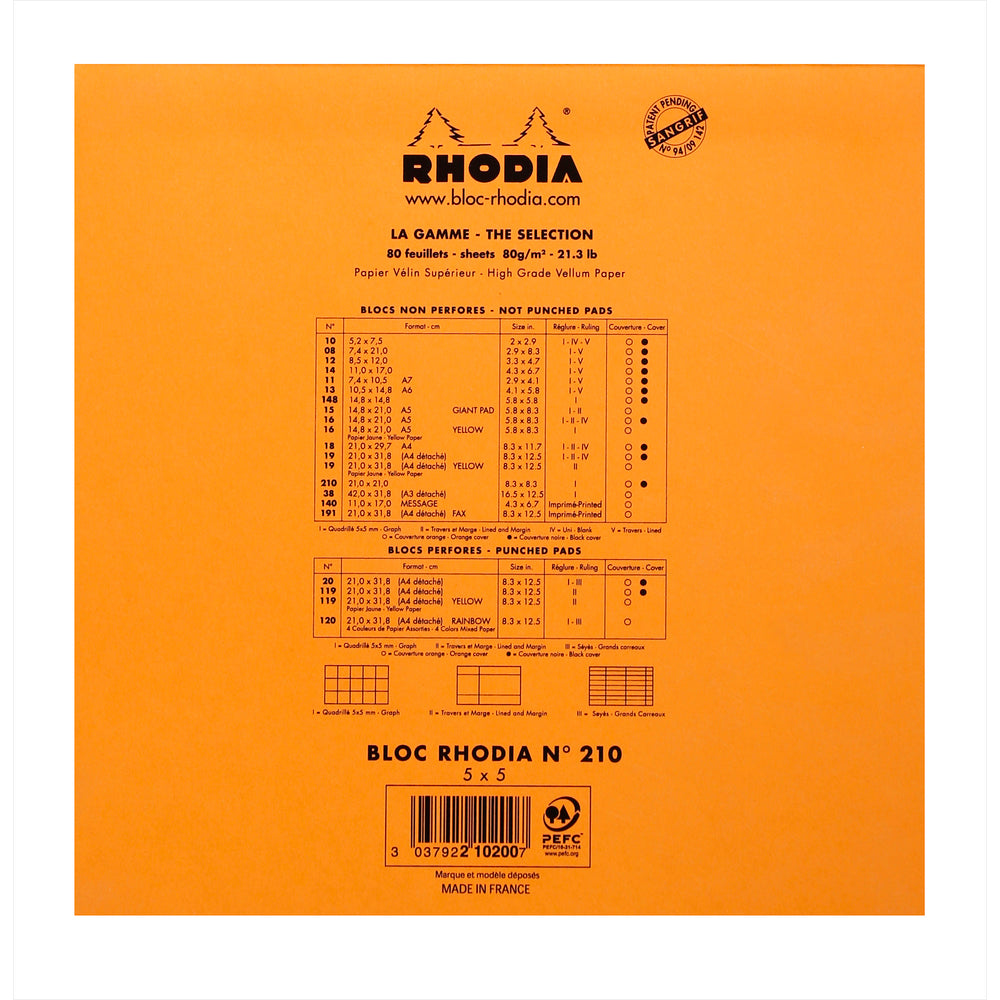 ®
PATENT PENDING
SANGRIF
N° 94/09 142
RHODIA
www.bloc-rhodia.com
LA GAMME - THE SELECTION
80 feuillets - sheets 80g/m² - 21.3 lb
Papier Vélin Supérieur - High Grade Vellum Paper
BLOCS NON PERFORES - NOT PUNCHED PADS
N° Format - cm Size in. Réglure - Ruling Couverture - Cover
10 5,2 x 7,5 2 x 2.9 I - IV - V ○ ●
08 7,4 x 21,0 2.9 x 8.3 I - V ○ ●
12 8,5 x 12,0 3.3 x 4.7 I - V ○ ●
14 11,0 x 17,0 4.3 x 6.7 I - V ○ ●
11 7,4 x 10,5 A7 2.9 x 4.1 I - V ○ ●
13 10,5 x 14,8 A6 4.1 x 5.8 I - V ○ ●
148 14,8 x 14,8 5.8 x 5.8 I ○ ●
15 14,8 x 21,0 A5 GIANT PAD 5.8 x 8.3 I - II ○
16 14,8 x 21,0 A5 5.8 x 8.3 I - II - IV ○ ●
16 14,8 x 21,0 A5 YELLOW 5.8 x 8.3 I ○
Papier Jaune - Yellow Paper
18 21,0 x 29,7 A4 8.3 x 11.7 I - II - IV ○ ●
19 21,0 x 31,8 (A4 détaché) 8.3 x 12.5 I - II - IV ○ ●
19 21,0 x 31,8 (A4 détaché) YELLOW 8.3 x 12.5 II ○
Papier Jaune - Yellow Paper
210 21,0 x 21,0 8.3 x 8.3 I ○ ●
38 42,0 x 31,8 (A3 détaché) 16.5 x 12.5 I ○
140 11,0 x 17,0 MESSAGE 4.3 x 6.7 Imprimé-Printed ○
191 21,0 x 31,8 (A4 détaché) FAX 8.3 x 12.5 Imprimé-Printed ○
I = Quadrillé 5x5 mm - Graph II = Travers et Marge - Lined and Margin IV = Uni - Blank V = Travers - Lined
○ = Couverture orange - Orange cover ● = Couverture noire - Black cover
BLOCS PERFORES - PUNCHED PADS
N° Format - cm Size in. Réglure - Ruling Couverture - Cover
20 21,0 x 31,8 (A4 détaché) 8.3 x 12.5 I - III ○ ●
119 21,0 x 31,8 (A4 détaché) 8.3 x 12.5 II ○ ●
119 21,0 x 31,8 (A4 détaché) YELLOW 8.3 x 12.5 II ○
Papier Jaune - Yellow Paper
120 21,0 x 31,8 (A4 détaché) RAINBOW 8.3 x 12.5 I - III ○
4 Couleurs de Papier Assorties - 4 Colors Mixed Paper
I = Quadrillé 5x5 mm - Graph II = Travers et Marge - Lined and Margin III = Séyès - Grands carreaux
○ = Couverture orange - Orange cover ● = Couverture noire - Black cover
I = Quadrillé 5x5 mm - Graph II = Travers et Marge - Lined and Margin III = Seyès - Grands Carreaux
BLOC RHODIA N° 210
5 x 5
3 037922 102007
PEFC™
PEFC/10-31-714
www.pefc.org
Marque et modèle déposés
MADE IN FRANCE